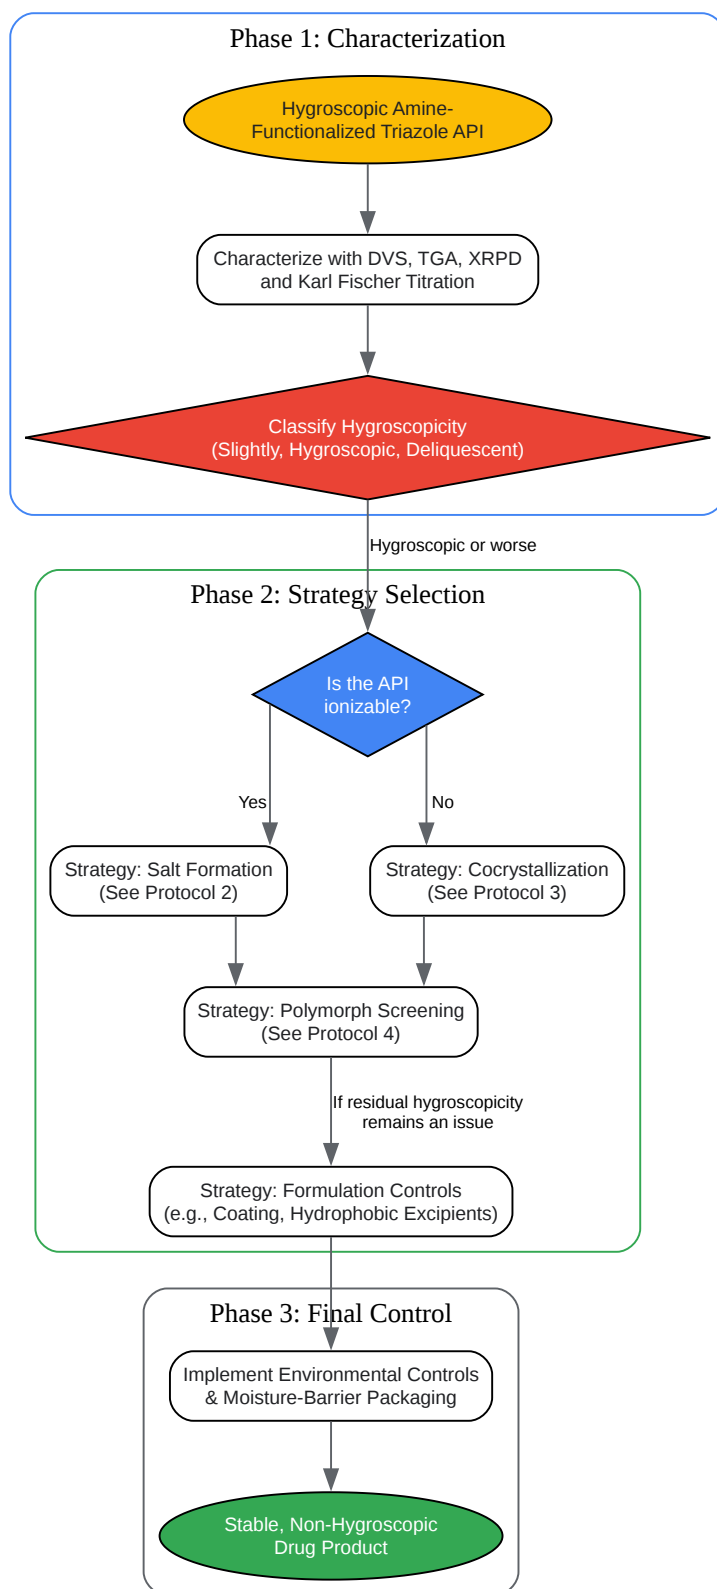 Phase 1: Characterization
Hygroscopic Amine-
Functionalized Triazole API
Characterize with DVS, TGA, XRPD
and Karl Fischer Titration
Classify Hygroscopicity
(Slightly, Hygroscopic, Deliquescent)
Hygroscopic or worse
Phase 2: Strategy Selection
Is the API
ionizable?
Yes
No
Strategy: Salt Formation
(See Protocol 2)
Strategy: Cocrystallization
(See Protocol 3)
Strategy: Polymorph Screening
(See Protocol 4)
If residual hygroscopicity
remains an issue
Strategy: Formulation Controls
(e.g., Coating, Hydrophobic Excipients)
Phase 3: Final Control
Implement Environmental Controls
& Moisture-Barrier Packaging
Stable, Non-Hygroscopic
Drug Product